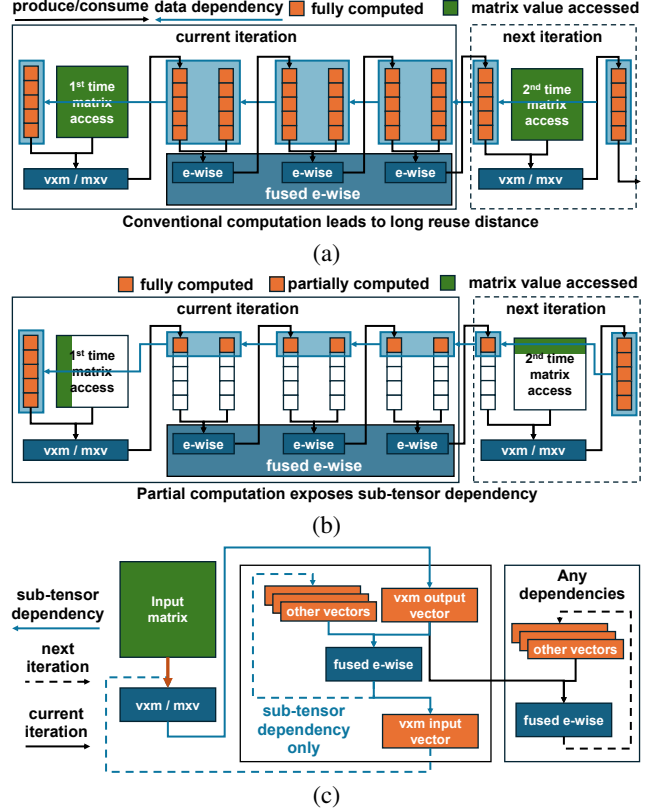 produce/consume data dependency fully computed matrix value accessed
current iteration next iteration
1st time
matrix
access
2nd time
matrix
access
vxm / mxv e-wise e-wise e-wise vxm / mxv
fused e-wise
Conventional computation leads to long reuse distance
(a)
fully computed partially computed matrix value accessed
current iteration next iteration
1st time
matrix
access
2nd time
matrix
access
vxm / mxv e-wise e-wise e-wise vxm / mxv
fused e-wise
Partial computation exposes sub-tensor dependency
(b)
sub-tensor
dependency
next
iteration
current
iteration
Input
matrix
vxm / mxv
other vectors
vxm output
vector
fused e-wise
sub-tensor
dependency
only
vxm input
vector
Any
dependencies
other vectors
fused e-wise
(c)